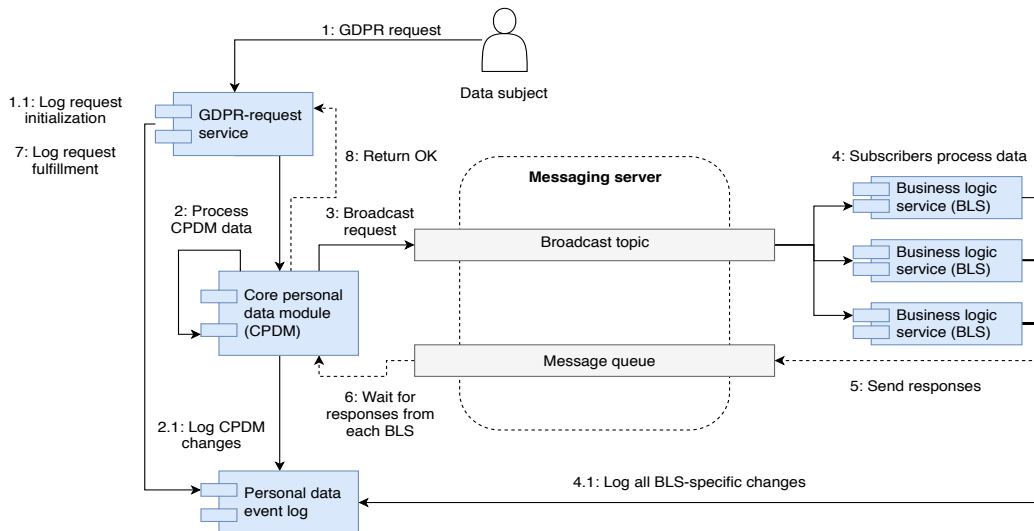 1: GDPR request
Data subject
1.1: Log request
initialization
GDPR-request
service
7: Log request
fulfillment
8: Return OK
4: Subscribers process data
Messaging server
Business logic
service (BLS)
2: Process
CPDM data
3: Broadcast
request
Broadcast topic
Business logic
service (BLS)
Core personal
data module
(CPDM)
Business logic
service (BLS)
Message queue
5: Send responses
6: Wait for
responses from
each BLS
2.1: Log CPDM
changes
4.1: Log all BLS-specific changes
Personal data
event log